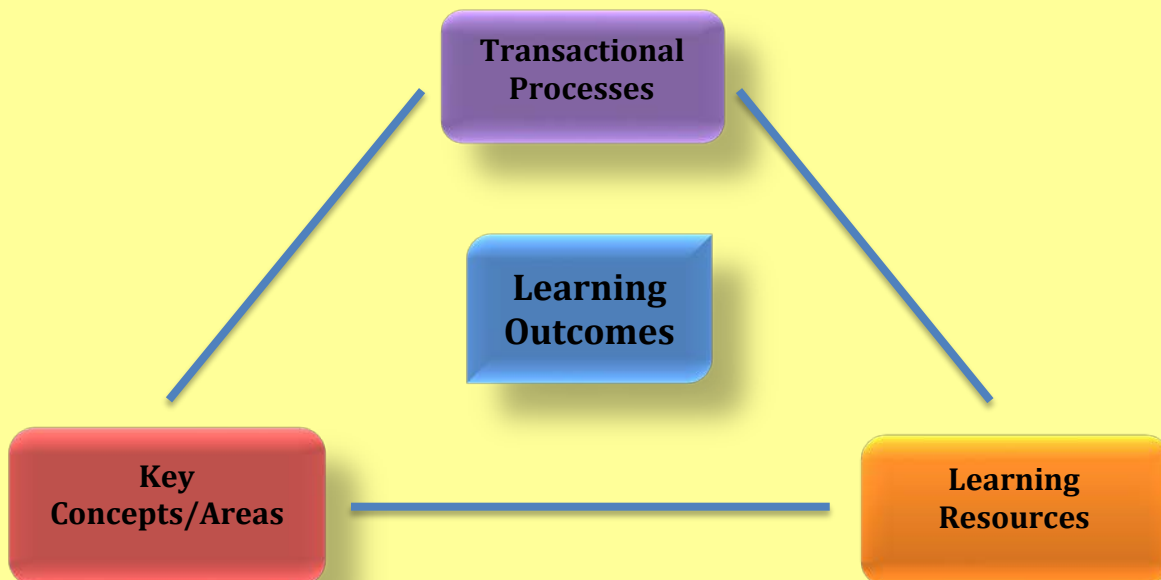 Transactional
Processes
Learning
Outcomes
Key
Concepts/Areas
Learning
Resources